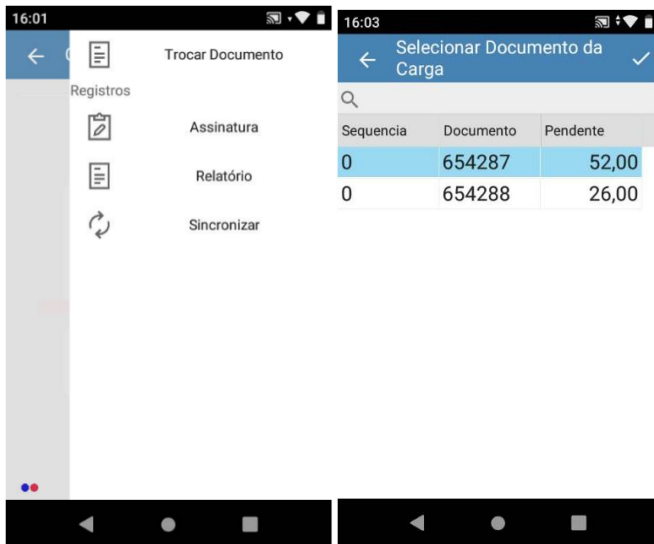 16:01
Trocar Documento
Registros
Assinatura
Relatório
Sincronizar
16:03
Selecionar Documento da
Carga
Sequencia Documento Pendente
0 654287 52,00
0 654288 26,00